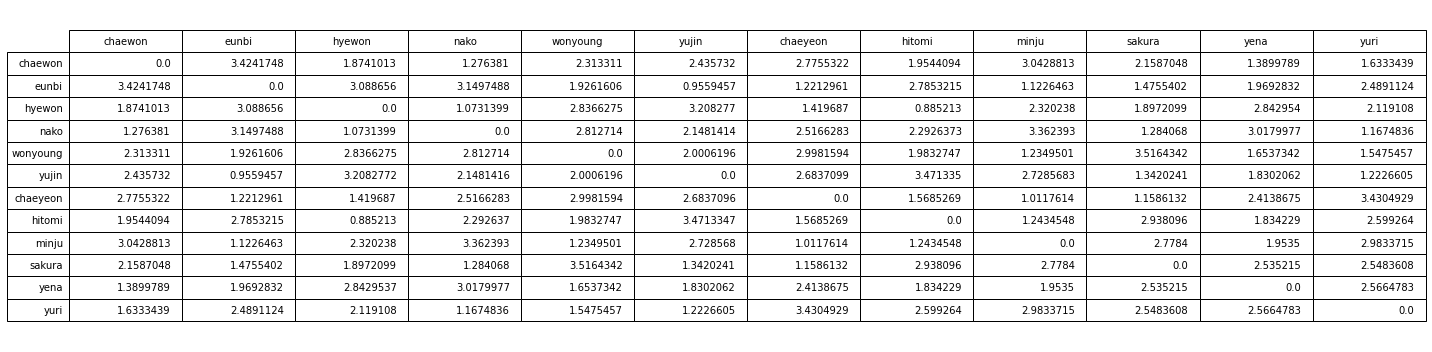 chaewon eunbi hyewon nako wonyoung yujin chaeyeon hitomi minju sakura yena yuri
chaewon 0.0 3.4241748 1.8741013 1.276381 2.313311 2.435732 2.7755322 1.9544094 3.0428813 2.1587048 1.3899789 1.6333439
eunbi 3.4241748 0.0 3.088656 3.1497488 1.9261606 0.9559457 1.2212961 2.7853215 1.1226463 1.4755402 1.9692832 2.4891124
hyewon 1.8741013 3.088656 0.0 1.0731399 2.8366275 3.208277 1.419687 0.885213 2.320238 1.8972099 2.842954 2.119108
nako 1.276381 3.1497488 1.0731399 0.0 2.812714 2.1481414 2.5166283 2.2926373 3.362393 1.284068 3.0179977 1.1674836
wonyoung 2.313311 1.9261606 2.8366275 2.812714 0.0 2.0006196 2.9981594 1.9832747 1.2349501 3.5164342 1.6537342 1.5475457
yujin 2.435732 0.9559457 3.2082772 2.1481416 2.0006196 0.0 2.6837099 3.471335 2.7285683 1.3420241 1.8302062 1.2226605
chaeyeon 2.7755322 1.2212961 1.419687 2.5166283 2.9981594 2.6837096 0.0 1.5685269 1.0117614 1.1586132 2.4138675 3.4304929
hitomi 1.9544094 2.7853215 0.885213 2.292637 1.9832747 3.4713347 1.5685269 0.0 1.2434548 2.938096 1.834229 2.599264
minju 3.0428813 1.1226463 2.320238 3.362393 1.2349501 2.728568 1.0117614 1.2434548 0.0 2.7784 1.9535 2.9833715
sakura 2.1587048 1.4755402 1.8972099 1.284068 3.5164342 1.3420241 1.1586132 2.938096 2.7784 0.0 2.535215 2.5483608
yena 1.3899789 1.9692832 2.8429537 3.0179977 1.6537342 1.8302062 2.4138675 1.834229 1.9535 2.535215 0.0 2.5664783
yuri 1.6333439 2.4891124 2.119108 1.1674836 1.5475457 1.2226605 3.4304929 2.599264 2.9833715 2.5483608 2.5664783 0.0